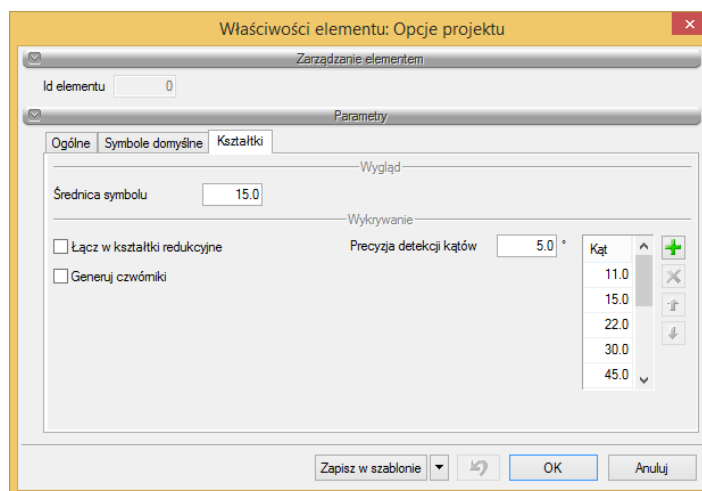 Właściwości elementu: Opcje projektu
Zarządzanie elementem
Id elementu 0
Parametry
Ogólne Symbole domyślne Kształtki
Wygląd
Średnica symbolu 15.0
Wykrywanie
Łącz w kształtki redukcyjne Precyzja detekcji kątów 5.0 ° Kąt
11.0
Generuj czwórniki
15.0
22.0
30.0
45.0
Zapisz w szablonie OK Anuluj